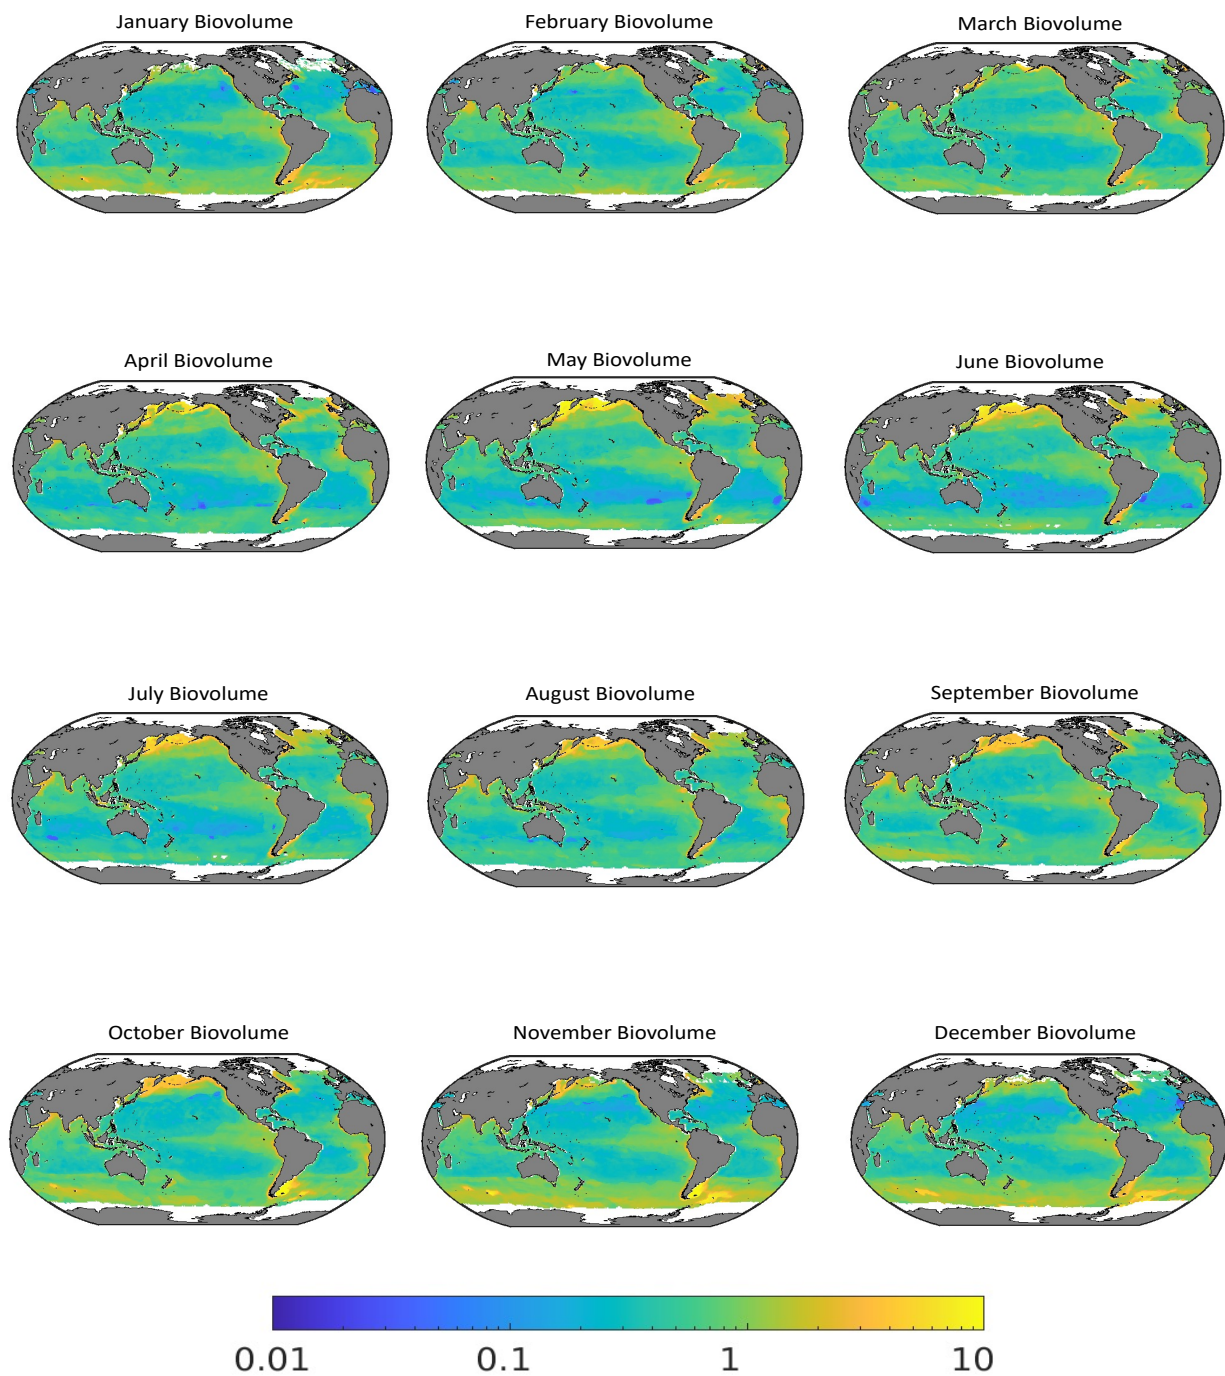 January Biovolume
February Biovolume
March Biovolume
April Biovolume
May Biovolume
June Biovolume
July Biovolume
August Biovolume
September Biovolume
October Biovolume
November Biovolume
December Biovolume
0.01 0.1 1 10